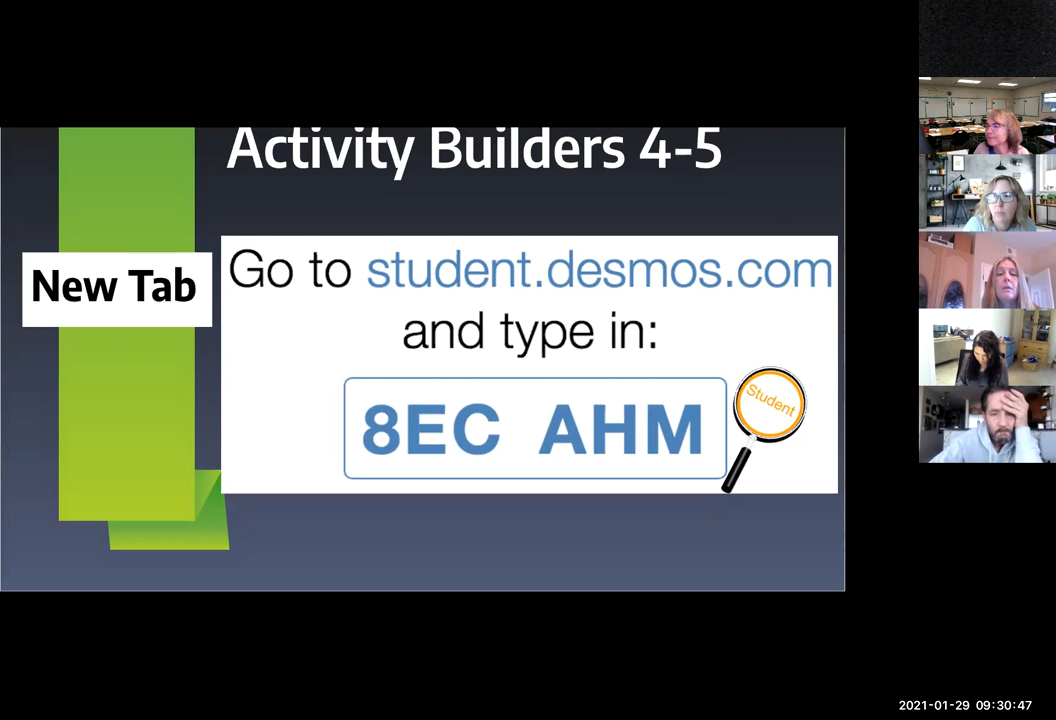 Activity Builders 4-5
New Tab
Go to student.desmos.com
and type in:
8EC AHM
Student
2021-01-29 09:30:47